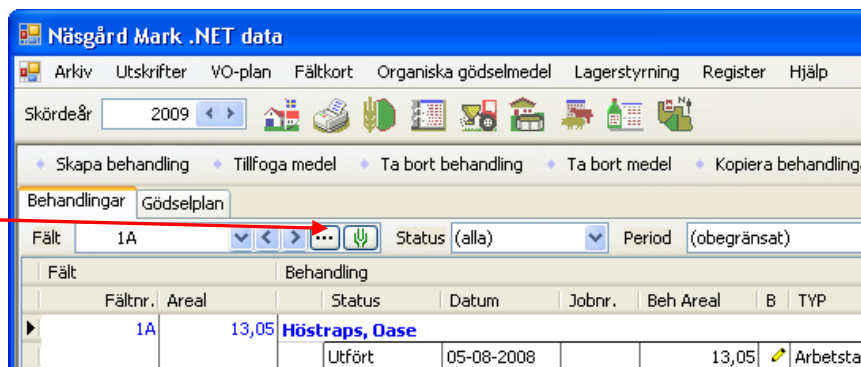 Näsgård Mark .NET data
Arkiv Utskrifter VO-plan Fältkort Organiska gödselmedel Lagerstyrning Register Hjälp
Skördeår 2009
Skapa behandling Tillfoga medel Ta bort behandling Ta bort medel Kopiera behandling
Behandlingar Gödselplan
Fält 1A ... Status (alla) Period (obegränsat)
Fält Behandling
Fältnr. Areal Status Datum Jobnr. Beh Areal B TYP
1A 13,05 Höstraps, Oase
Utfört 05-08-2008 13,05 Arbetsta